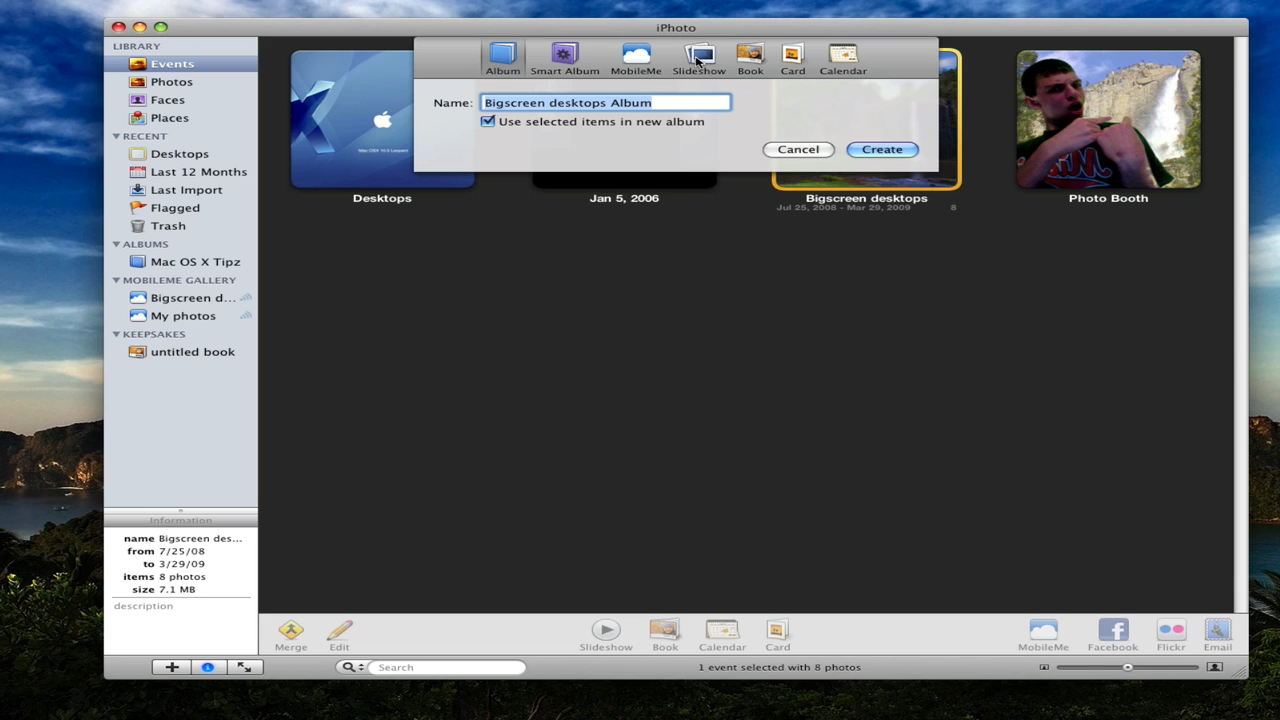 iPhoto
LIBRARY
Events
Photos
Faces
Places
RECENT
Desktops
Last 12 Months
Last Import
Flagged
Trash
ALBUMS
Mac OS X Tipz
MOBILEME GALLERY
Bigscreen d...
My photos
KEEPSAKES
untitled book
Information
name Bigscreen des...
from 7/25/08
to 3/29/09
items 8 photos
size 7.1 MB
description
Album Smart Album MobileMe Slideshow Book Card Calendar
Name: Bigscreen desktops Album
Use selected items in new album
Cancel Create
Mac OSX 10.5 Leopard
Desktops
Jan 5, 2006
Bigscreen desktops
Jul 25, 2008 - Mar 29, 2009 8
Photo Booth
Merge Edit Slideshow Book Calendar Card MobileMe Facebook Flickr Email
Search
1 event selected with 8 photos